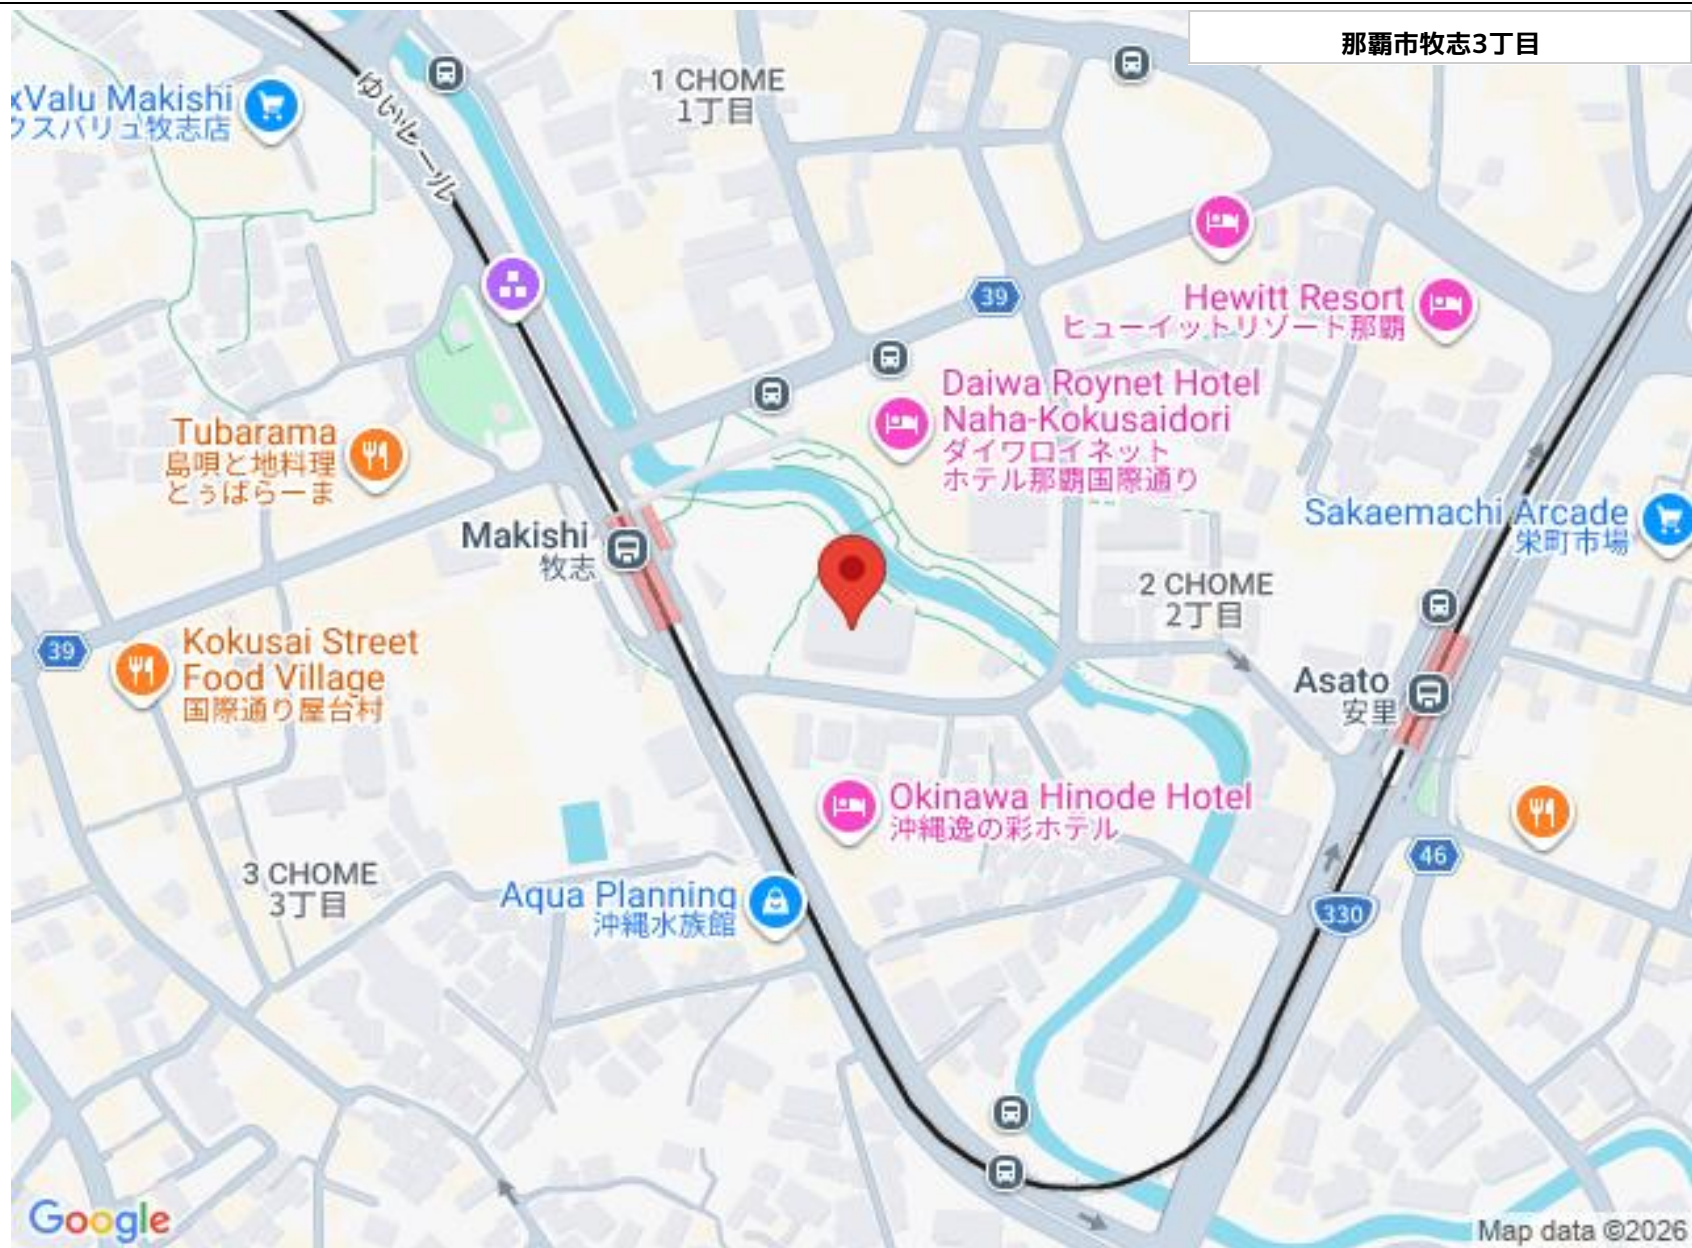 那覇市牧志3丁目
xValu Makishi
クスバリュ牧志店
ゆいレール
1 CHOME
1丁目
39
Hewitt Resort
ヒューイットリゾート那覇
Daiwa Roynet Hotel
Naha-Kokusaidori
ダイワロイネット
ホテル那覇国際通り
Tubarama
島唄と地料理
とぅばらーま
Makishi
牧志
Sakaemachi Arcade
栄町市場
2 CHOME
2丁目
39
Kokusai Street
Food Village
国際通り屋台村
Asato
安里
Okinawa Hinode Hotel
沖縄逸の彩ホテル
46
3 CHOME
3丁目
Aqua Planning
沖縄水族館
330
Google
Map data ©2026